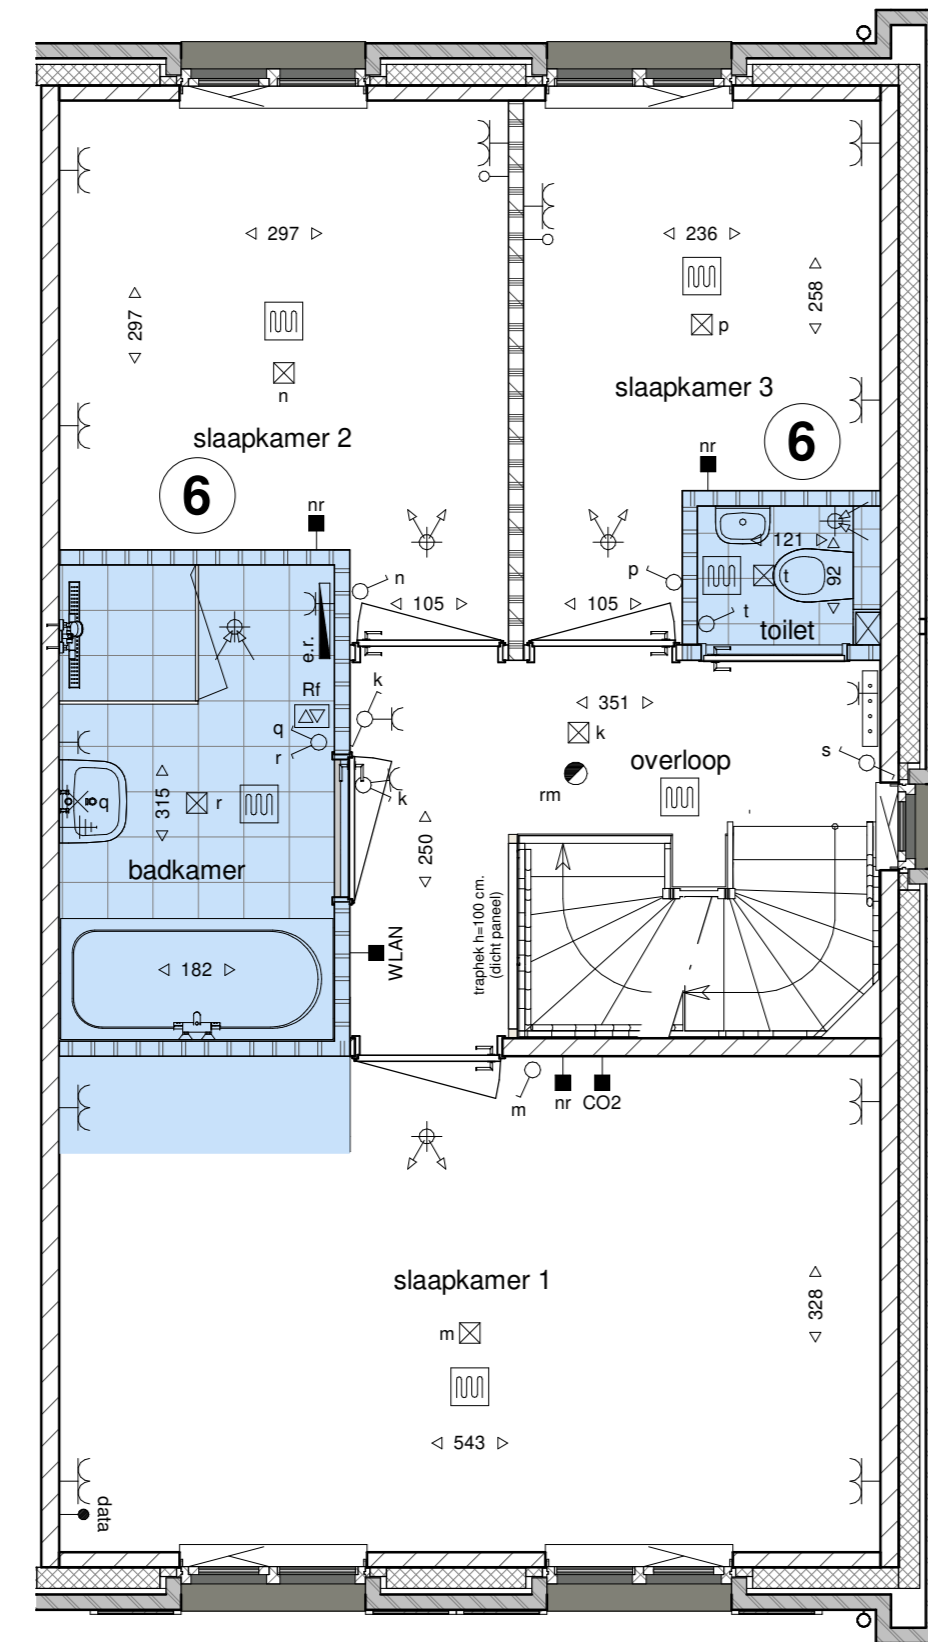 297
236
297
258
p
n
slaapkamer 3
slaapkamer 2
6
6
nr
nr
121
92
t
n
p
105
105
t
toilet
e.r.
Rf
k
q
r
351
k
overloop
s
rm
k
q
315
r
250
badkamer
traphek h=100 cm.
(dicht paneel)
WLAN
182
m
nr
CO2
slaapkamer 1
m
328
543
data